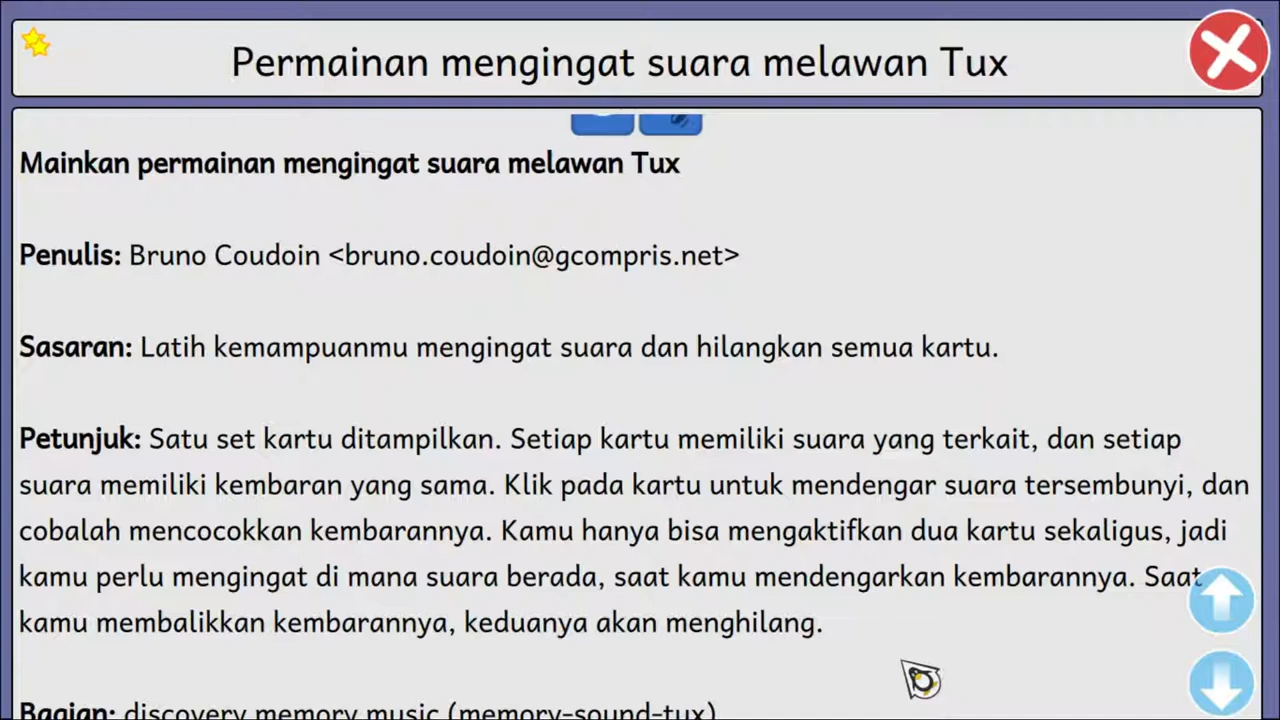 Permainan mengingat suara melawan Tux
Mainkan permainan mengingat suara melawan Tux
Penulis: Bruno Coudoin <bruno.coudoin@gcompris.net>
Sasaran: Latih kemampuanmu mengingat suara dan hilangkan semua kartu.
Petunjuk: Satu set kartu ditampilkan. Setiap kartu memiliki suara yang terkait, dan setiap
suara memiliki kembaran yang sama. Klik pada kartu untuk mendengar suara tersembunyi, dan
cobalah mencocokkan kembarannya. Kamu hanya bisa mengaktifkan dua kartu sekaligus, jadi
kamu perlu mengingat di mana suara berada, saat kamu mendengarkan kembarannya. Saat
kamu membalikkan kembarannya, keduanya akan menghilang.
Bagian: discovery memory music (memory-sound-tux)